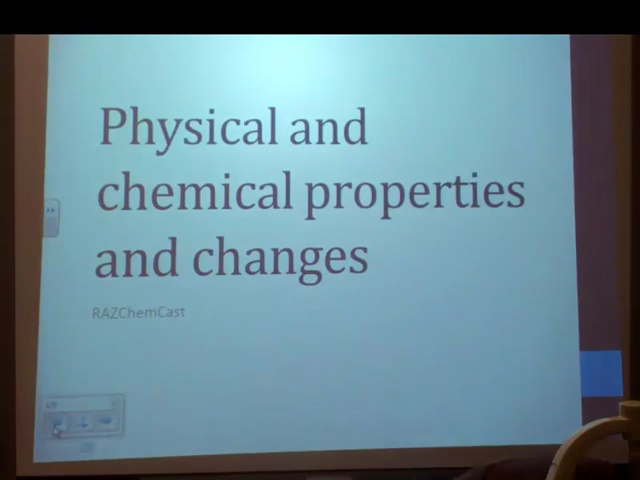 Physical and
chemical properties
and changes
RAZChemCast